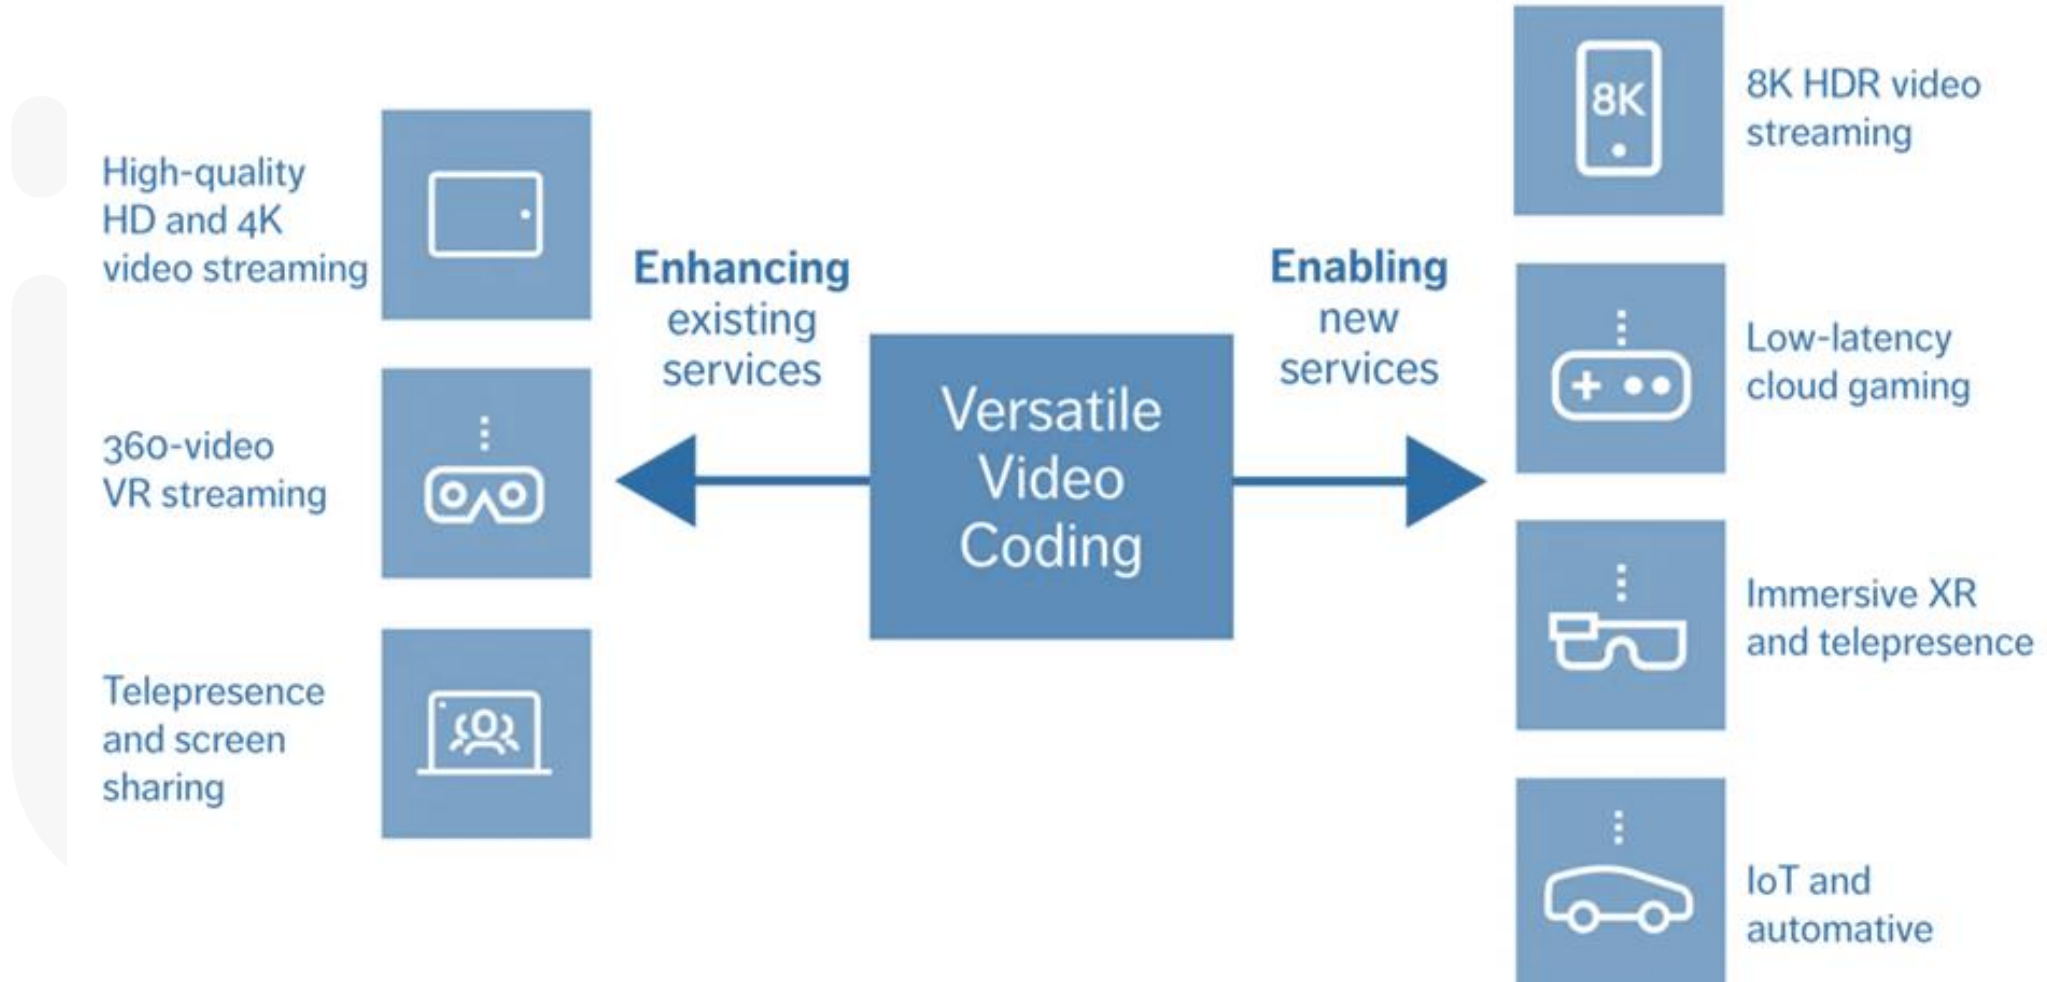 High-quality
HD and 4K
video streaming
360-video
VR streaming
Telepresence
and screen
sharing
Enhancing
existing
services
Versatile
Video
Coding
Enabling
new
services
8K
8K HDR video
streaming
Low-latency
cloud gaming
Immersive XR
and telepresence
IoT and
automative